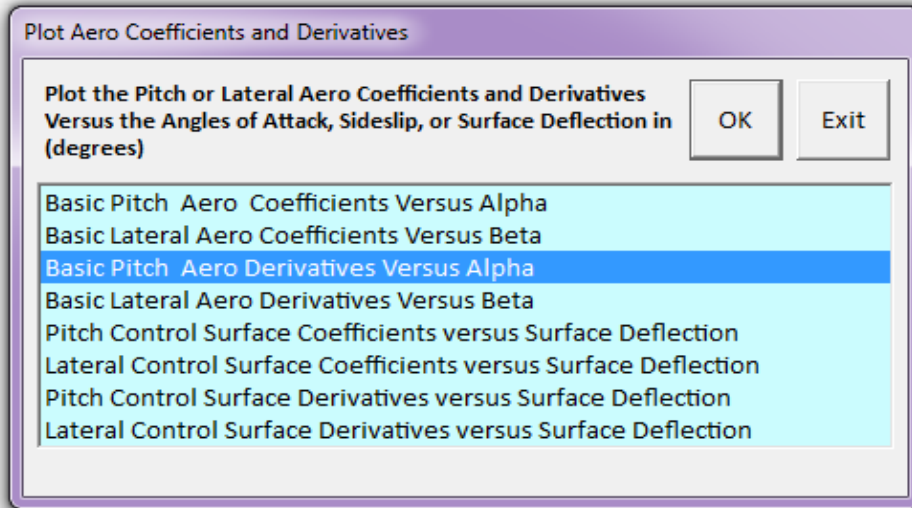 Plot Aero Coefficients and Derivatives
Plot the Pitch or Lateral Aero Coefficients and Derivatives
Versus the Angles of Attack, Sideslip, or Surface Deflection in
(degrees)
OK
Exit
Basic Pitch  Aero  Coefficients Versus Alpha
Basic Lateral Aero Coefficients Versus Beta
Basic Pitch  Aero Derivatives Versus Alpha
Basic Lateral Aero Derivatives Versus Beta
Pitch Control Surface Coefficients versus Surface Deflection
Lateral Control Surface Coefficients versus Surface Deflection
Pitch Control Surface Derivatives versus Surface Deflection
Lateral Control Surface Derivatives versus Surface Deflection